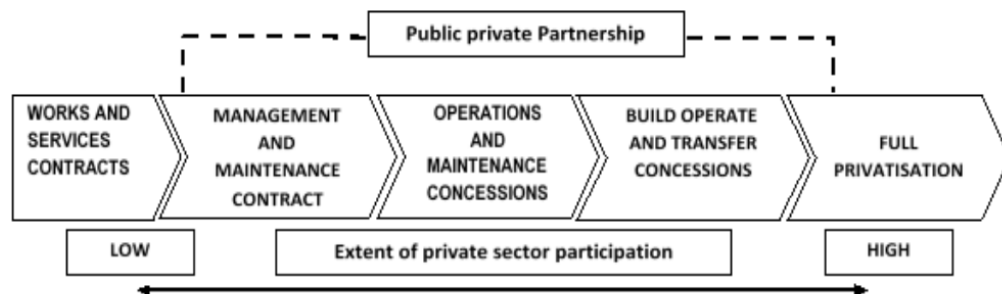 Public private Partnership
WORKS AND
SERVICES
CONTRACTS
MANAGEMENT
AND
MAINTENANCE
CONTRACT
OPERATIONS
AND
MAINTENANCE
CONCESSIONS
BUILD OPERATE
AND TRANSFER
CONCESSIONS
FULL
PRIVATISATION
LOW
Extent of private sector participation
HIGH